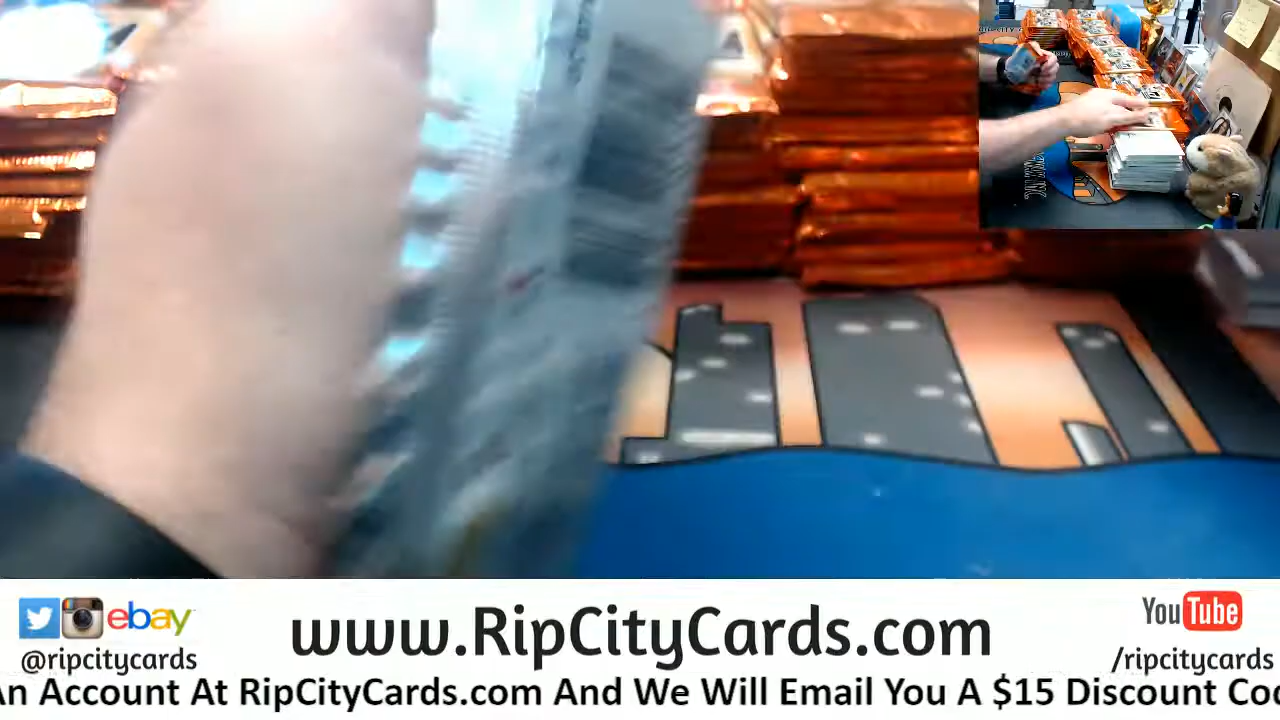 ebay
@ripcitycards
www.RipCityCards.com
YouTube
/ripcitycards
An Account At RipCityCards.com And We Will Email You A $15 Discount Cod